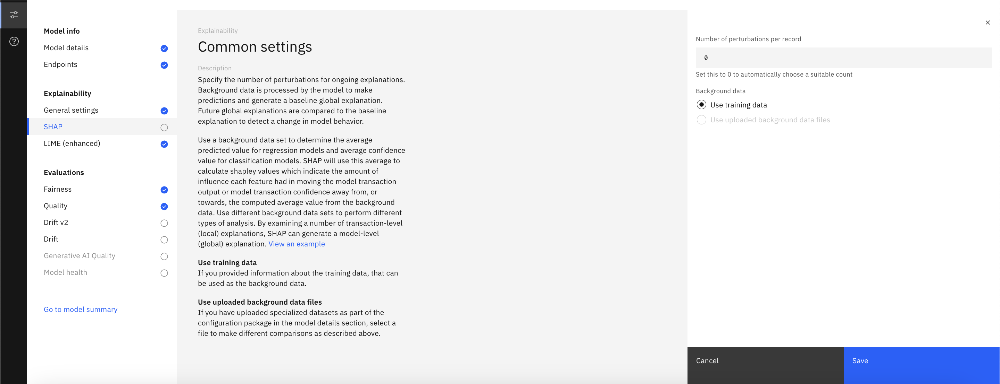 Model info
Model details
Endpoints
Explainability
General settings
SHAP
LIME (enhanced)
Evaluations
Fairness
Quality
Drift v2
Drift
Generative AI Quality
Model health
Go to model summary
Explainability
Common settings
Description
Specify the number of perturbations for ongoing explanations.
Background data is processed by the model to make
predictions and generate a baseline global explanation.
Future global explanations are compared to the baseline
explanation to detect a change in model behavior.
Use a background data set to determine the average
predicted value for regression models and average confidence
value for classification models. SHAP will use this average to
calculate shapley values which indicate the amount of
influence each feature had in moving the model transaction
output or model transaction confidence away from, or
towards, the computed average value from the background
data. Use different background data sets to perform different
types of analysis. By examining a number of transaction-level
(local) explanations, SHAP can generate a model-level
(global) explanation. View an example
Use training data
If you provided information about the training data, that can
be used as the background data.
Use uploaded background data files
If you have uploaded specialized datasets as part of the
configuration package in the model details section, select a
file to make different comparisons as described above.
Number of perturbations per record
0
Set this to 0 to automatically choose a suitable count
Background data
Use training data
Use uploaded background data files
Cancel
Save